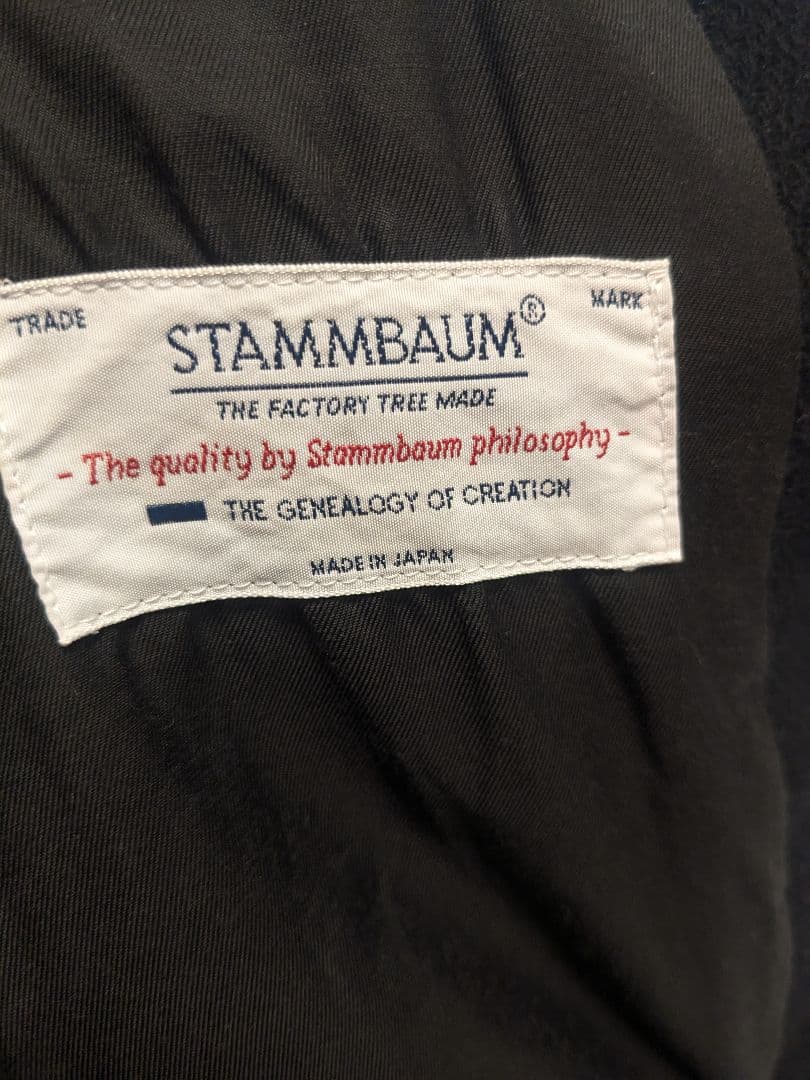 TRADE MARK
STAMMBAUM®
THE FACTORY TREE MADE
- The quality by Stammbaum philosophy -
THE GENEALOGY OF CREATION
MADE IN JAPAN